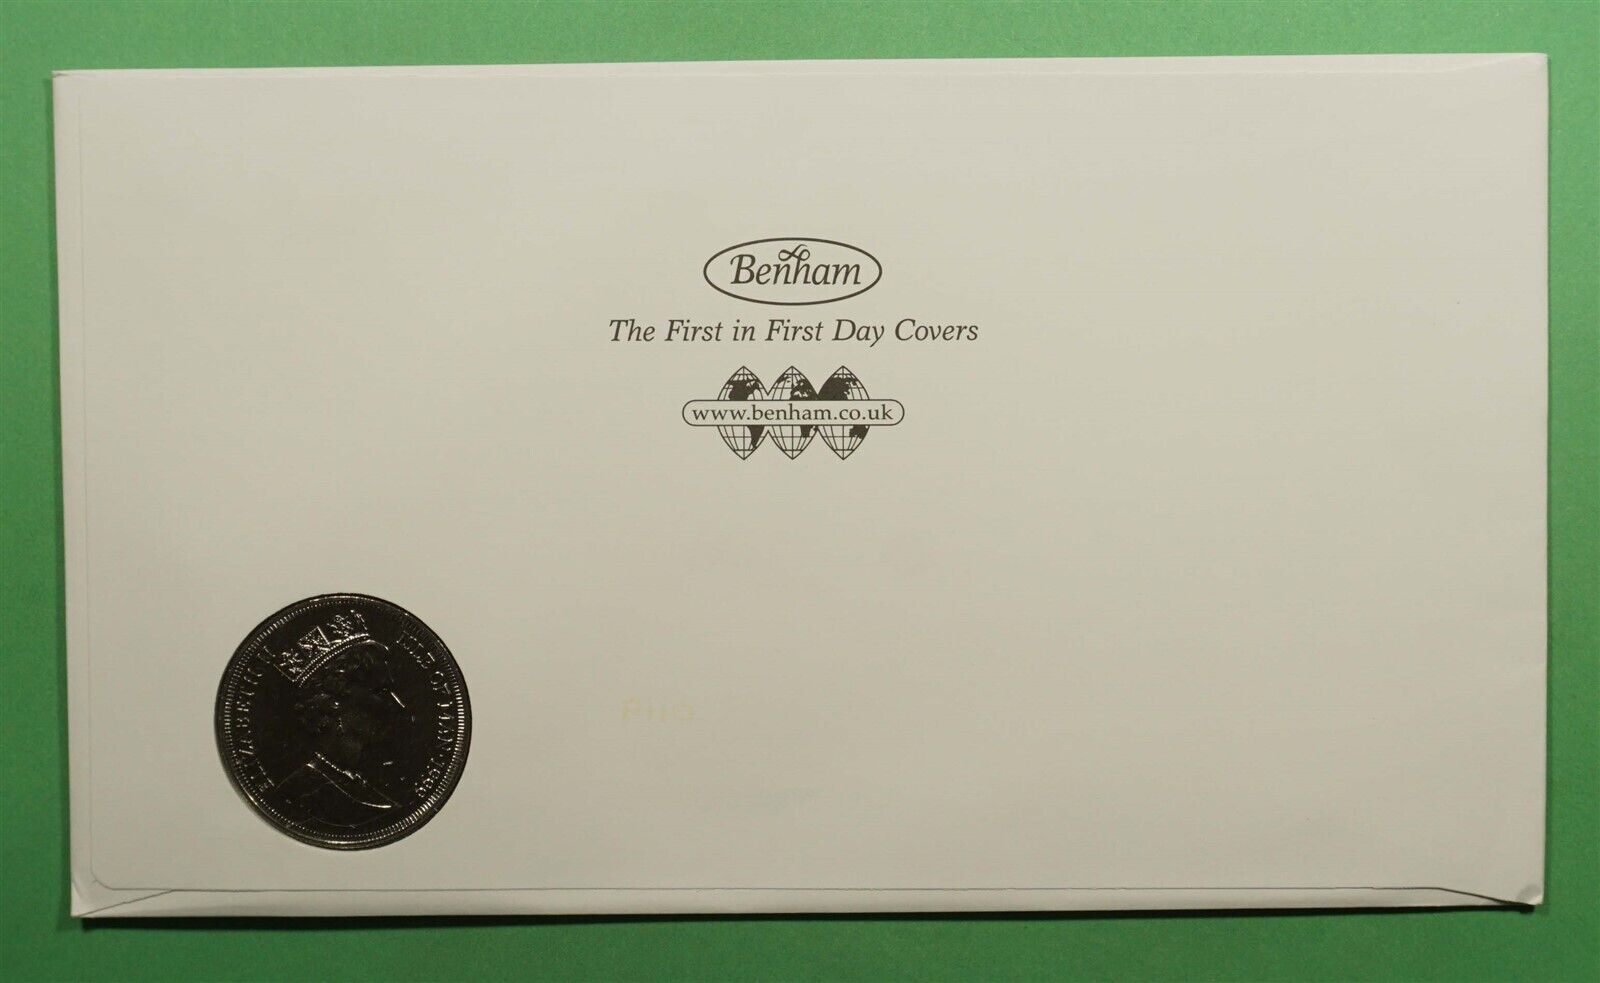 Benham
The First in First Day Covers
www.benham.co.uk
ELIZABETH II
ISLE OF MAN